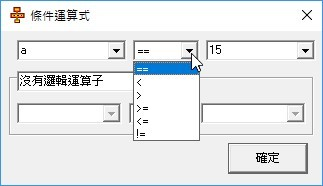 條件運算式
a
==
15
==
<
>
>=
<=
!=
沒有邏輯運算子
確定